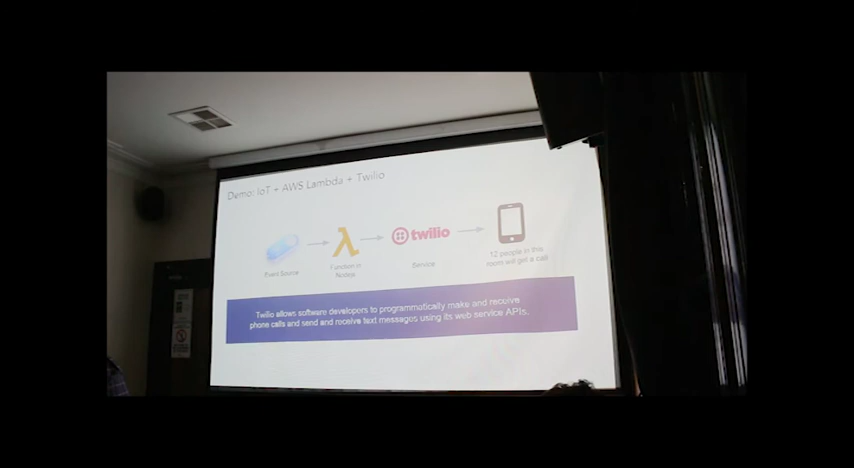 Demo: IoT + AWS Lambda + Twilio
Event Source
Function in
Nodejs
twilio
Service
12 people in this
room will get a call
Twilio allows software developers to programmatically make and receive
phone calls and send and receive text messages using its web service APIs.